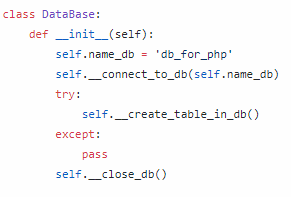 class DataBase:
    def __init__(self):
        self.name_db = 'db_for_php'
        self.__connect_to_db(self.name_db)
        try:
            self.__create_table_in_db()
        except:
            pass
        self.__close_db()